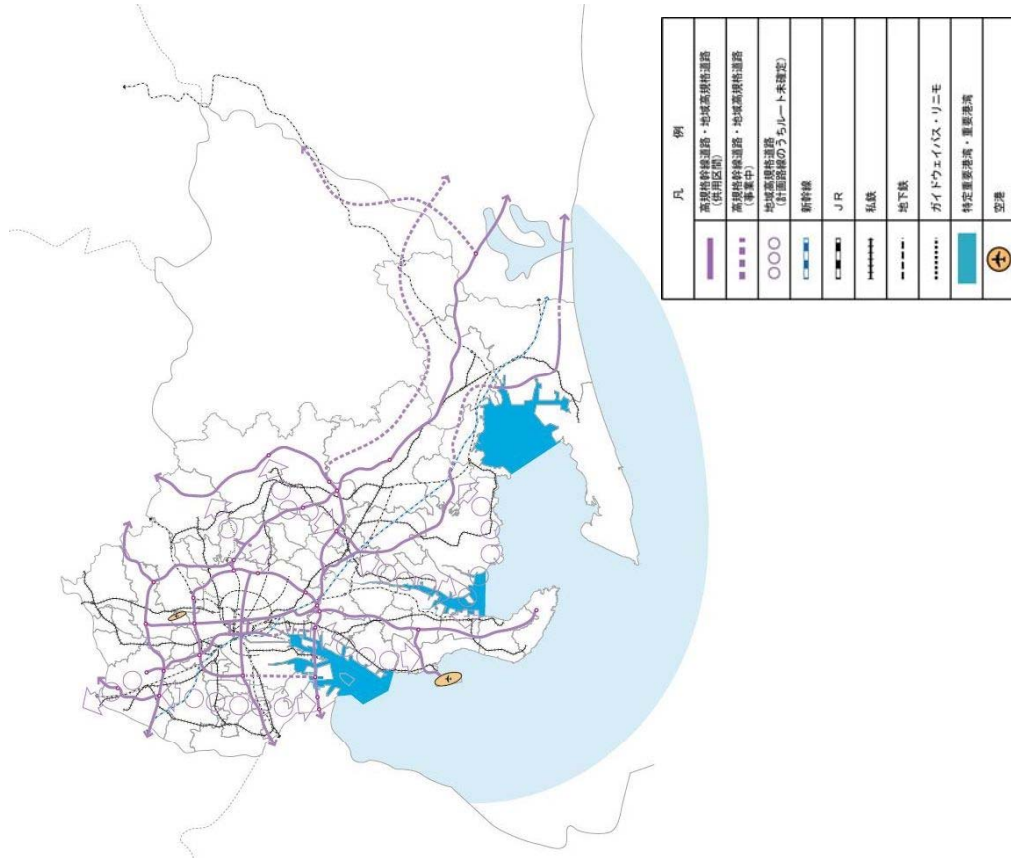 凡　例
高規格幹線道路・地域高規格道路
(供用区間)
高規格幹線道路・地域高規格道路
(事業中)
地域高規格道路
(計画路線のうちルート未確定)
新幹線
ＪＲ
私鉄
地下鉄
ガイドウェイバス・リニモ
特定重要港湾・重要港湾
空港